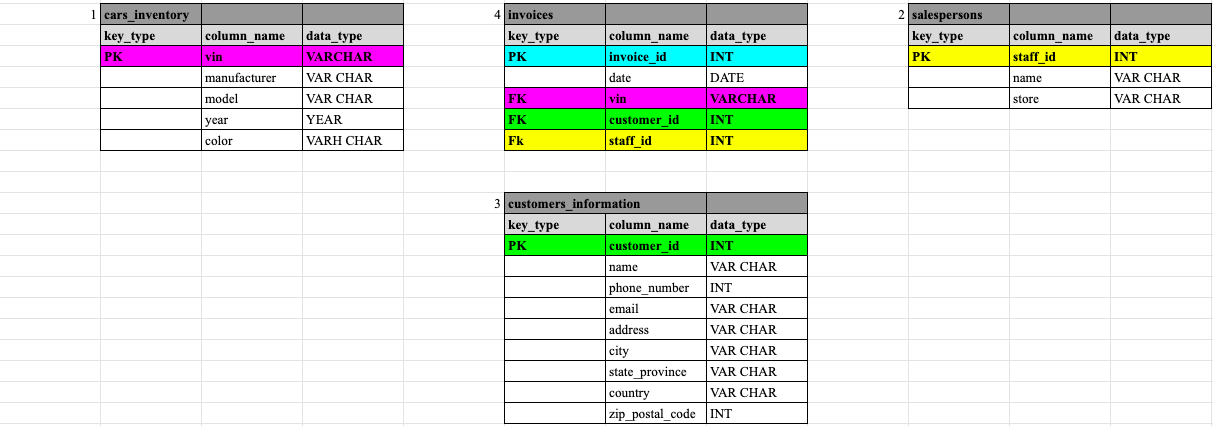 1 cars_inventory 4 invoices 2 salespersons
key_type column_name data_type key_type column_name data_type key_type column_name data_type
PK vin VARCHAR PK invoice_id INT PK staff_id INT
manufacturer VAR CHAR date DATE name VAR CHAR
model VAR CHAR FK vin VARCHAR store VAR CHAR
year YEAR FK customer_id INT
color VARH CHAR Fk staff_id INT
3 customers_information
key_type column_name data_type
PK customer_id INT
name VAR CHAR
phone_number INT
email VAR CHAR
address VAR CHAR
city VAR CHAR
state_province VAR CHAR
country VAR CHAR
zip_postal_code INT